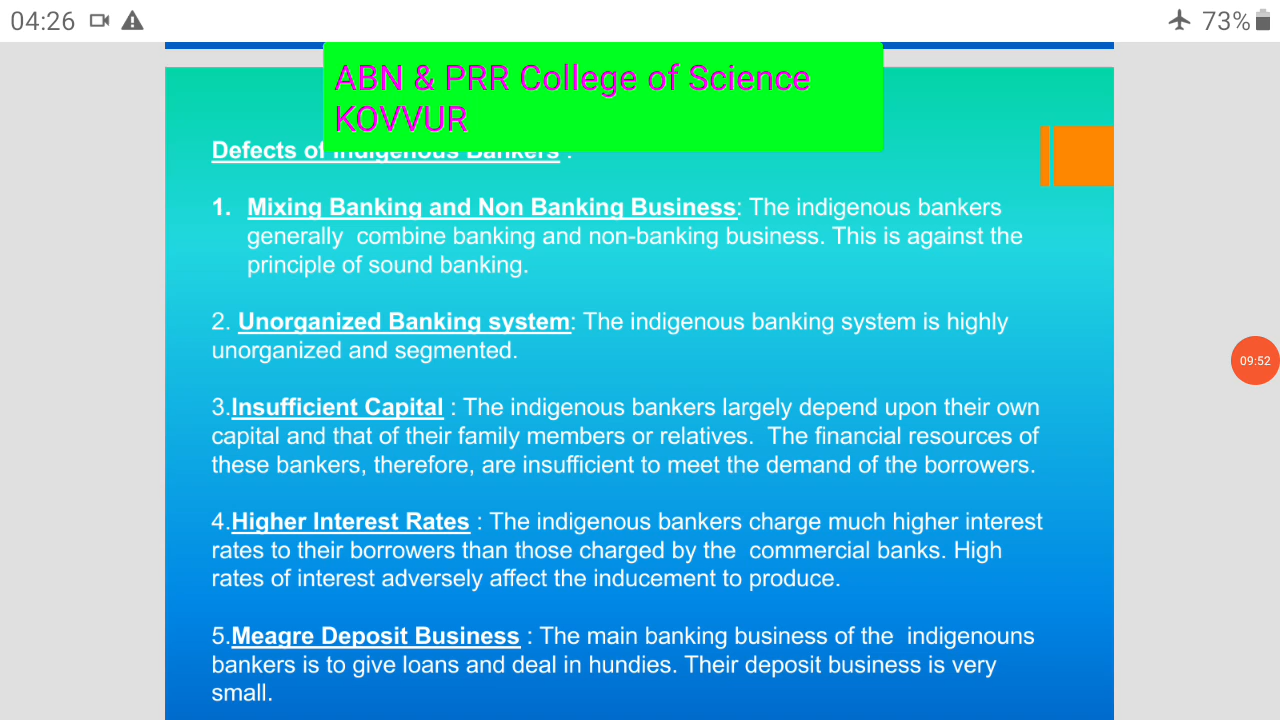 04:26
73%
ABN & PRR College of Science
KOVVUR
Defects of Indigenous Bankers :
1. Mixing Banking and Non Banking Business: The indigenous bankers
generally combine banking and non-banking business. This is against the
principle of sound banking.
2. Unorganized Banking system: The indigenous banking system is highly
unorganized and segmented.
3.Insufficient Capital : The indigenous bankers largely depend upon their own
capital and that of their family members or relatives. The financial resources of
these bankers, therefore, are insufficient to meet the demand of the borrowers.
09:52
4.Higher Interest Rates : The indigenous bankers charge much higher interest
rates to their borrowers than those charged by the commercial banks. High
rates of interest adversely affect the inducement to produce.
5.Meagre Deposit Business : The main banking business of the indigenouns
bankers is to give loans and deal in hundies. Their deposit business is very
small.